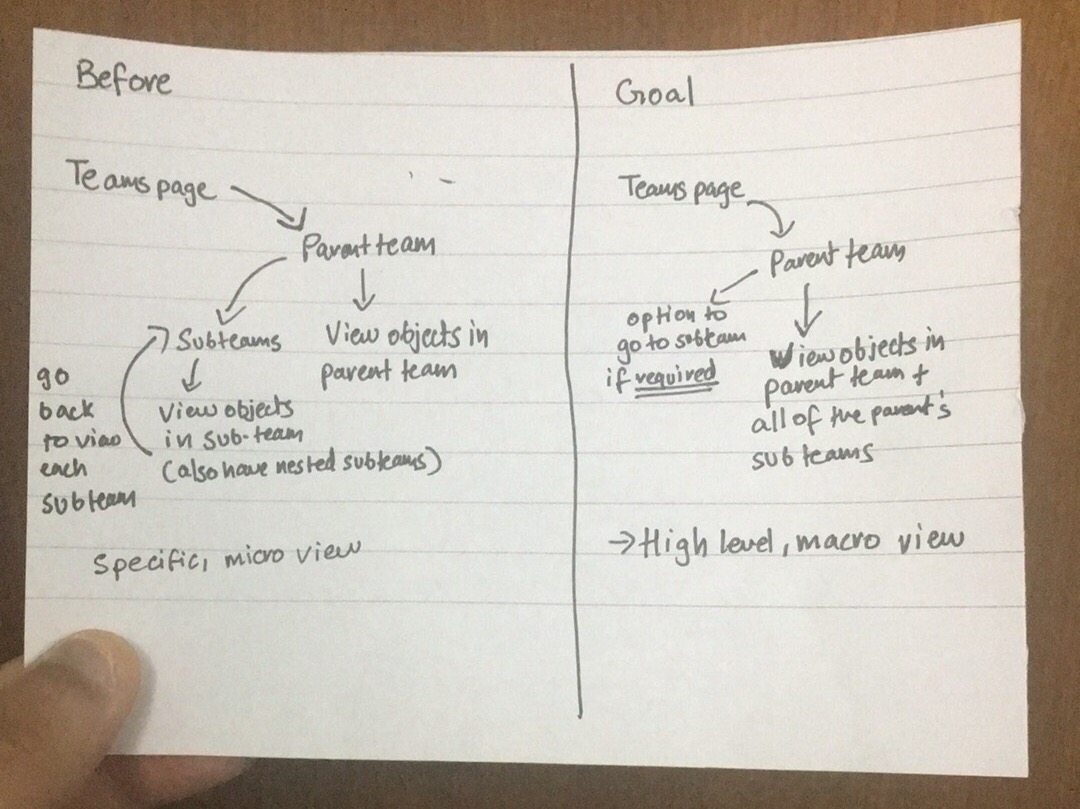 Before
Teams page
Parent team
Subteams
View objects in
parent team
View objects
in sub-team
(also have nested subteams)
go
back
to view
each
subteam
Specific, micro view
Goal
Teams page
Parent team
option to
go to subteam
if required
View objects in
parent team +
all of the parent's
sub teams
→ High level, macro view